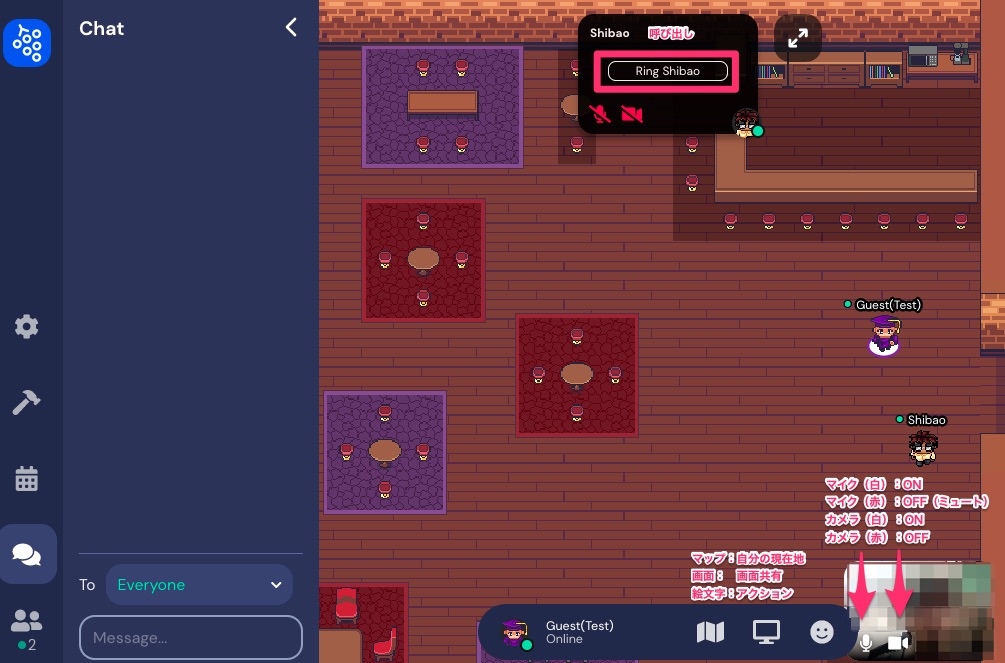 Chat
Shibao
呼び出し
Ring Shibao
Guest(Test)
Shibao
マイク（白）：ON
マイク（赤）：OFF（ミュート）
カメラ（白）：ON
カメラ（赤）：OFF
マップ：自分の現在地
画面：　画面共有
絵文字：アクション
To Everyone
Message...
2
Guest(Test)
Online